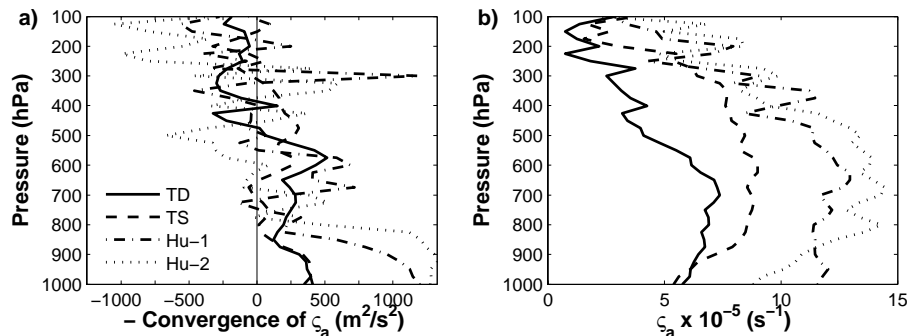 a)
100
200
300
400
500
600
700
800
900
1000
Pressure (hPa)
TD
TS
Hu−1
Hu−2
−1000 −500 0 500 1000
− Convergence of ςₐ (m²/s²)
b)
100
200
300
400
500
600
700
800
900
1000
Pressure (hPa)
0 5 10 15
ςₐ x 10⁻⁵ (s⁻¹)